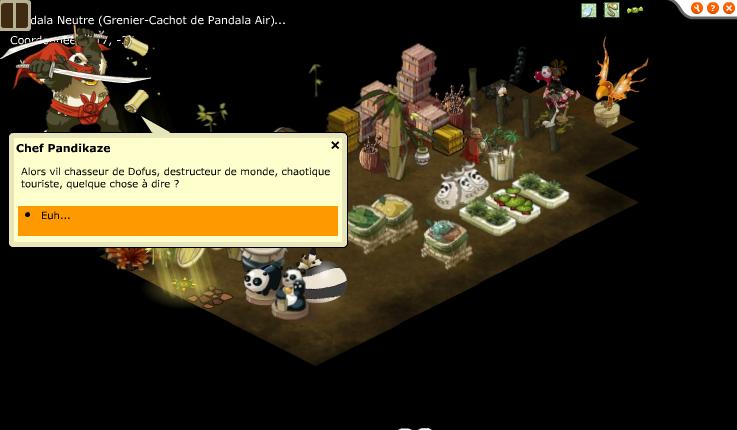 dala Neutre (Grenier-Cachot de Pandala Air)...
Chef Pandikaze
Alors vil chasseur de Dofus, destructeur de monde, chaotique
touriste, quelque chose à dire ?
Euh...